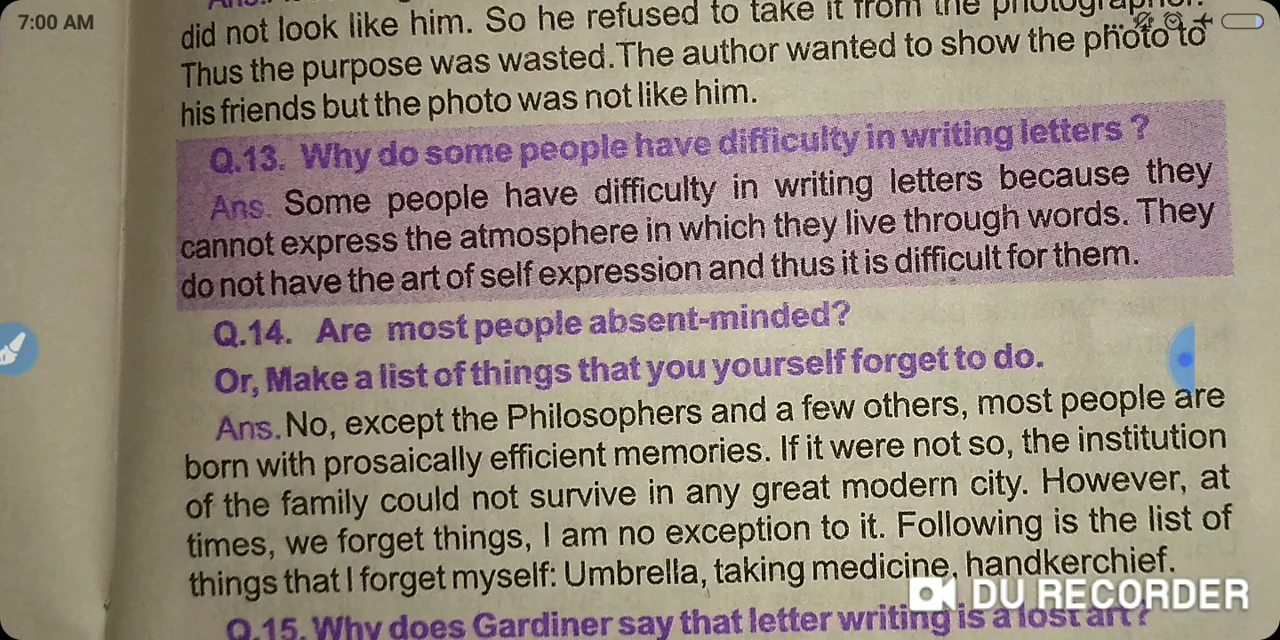 7:00 AM
did not look like him. So he refused to take it from the photographer.
Thus the purpose was wasted. The author wanted to show the photo to
his friends but the photo was not like him.
Q.13. Why do some people have difficulty in writing letters ?
Ans. Some people have difficulty in writing letters because they
cannot express the atmosphere in which they live through words. They
do not have the art of self expression and thus it is difficult for them.
Q.14. Are most people absent-minded?
Or, Make a list of things that you yourself forget to do.
Ans. No, except the Philosophers and a few others, most people are
born with prosaically efficient memories. If it were not so, the institution
of the family could not survive in any great modern city. However, at
times, we forget things, I am no exception to it. Following is the list of
things that I forget myself: Umbrella, taking medicine, handkerchief.
DU RECORDER
Q.15. Why does Gardiner say that letter writing is a lost art?